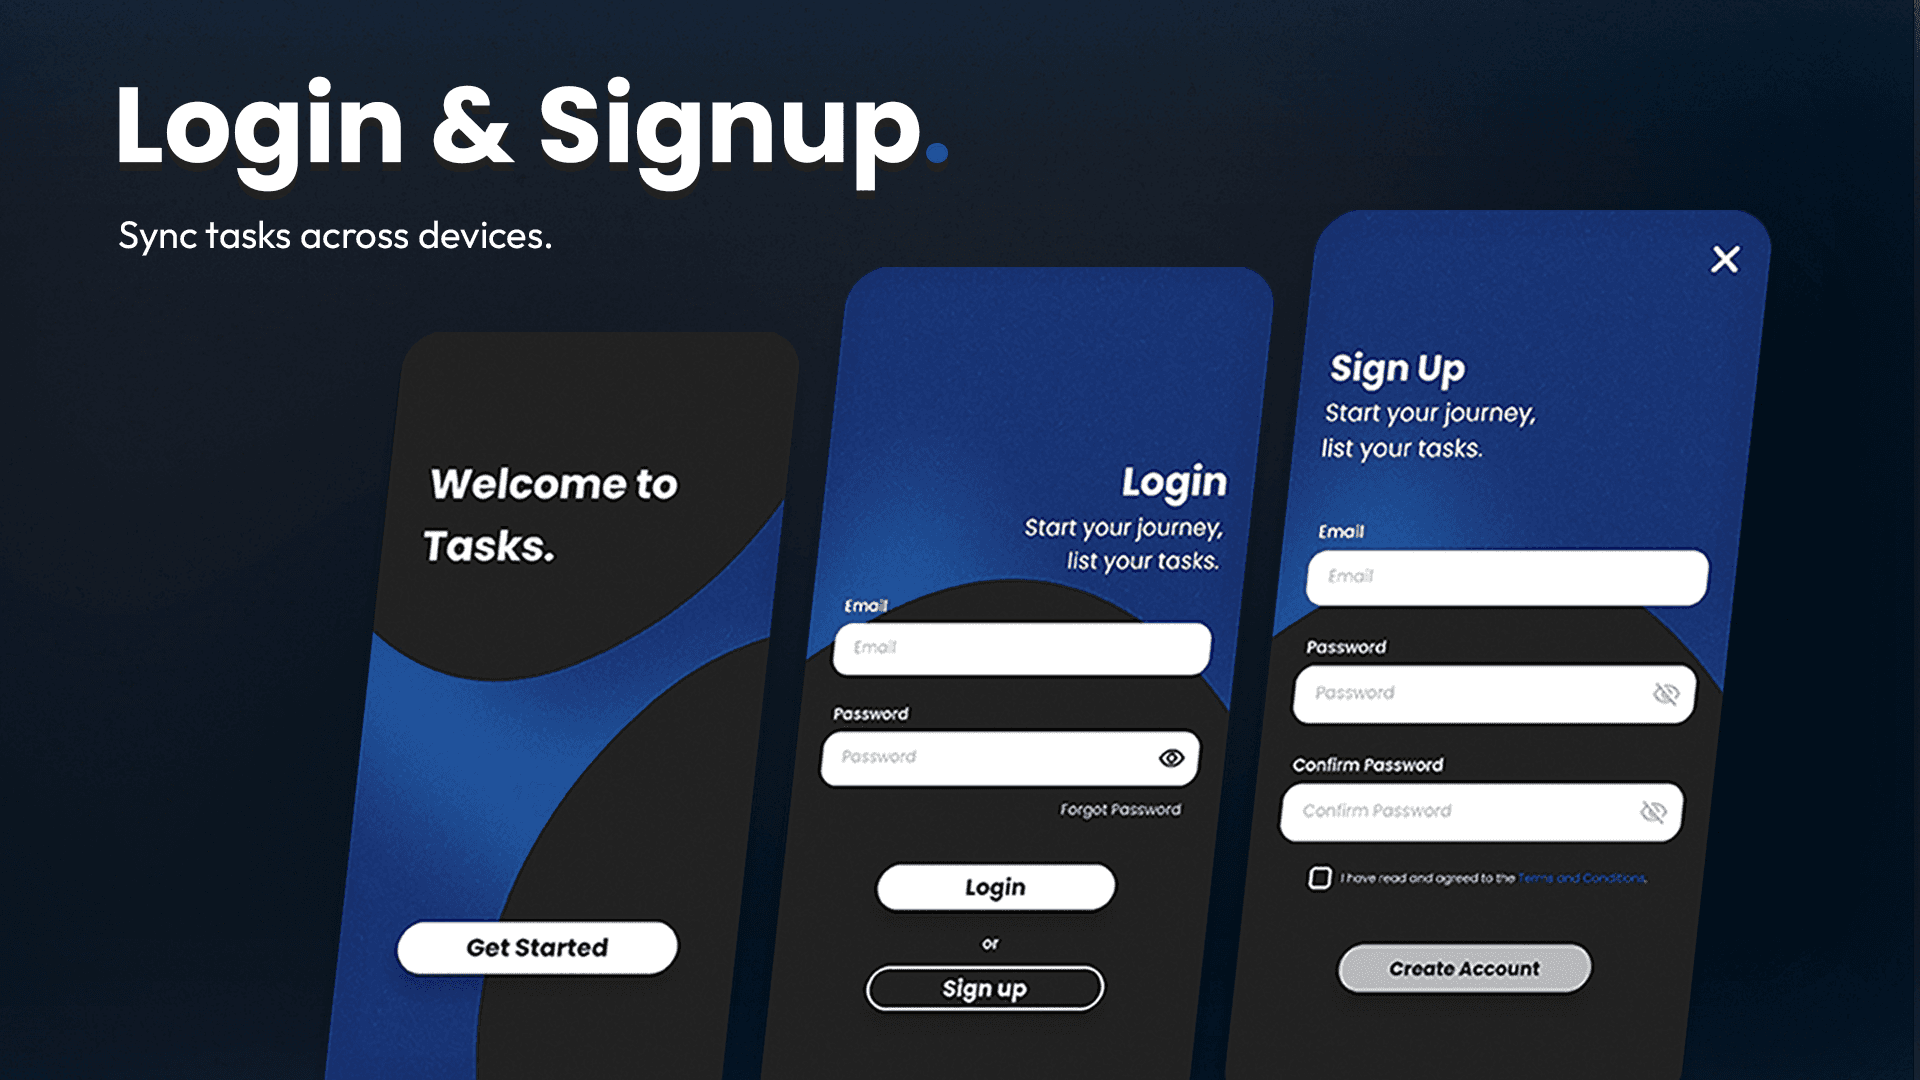 Login & Signup.
Sync tasks across devices.
Welcome to
Tasks.
Get Started
Login
Start your journey,
list your tasks.
Email
Email
Password
Password
Forgot Password
Login
or
Sign up
Sign Up
Start your journey,
list your tasks.
Email
Email
Password
Password
Confirm Password
Confirm Password
I have read and agreed to the Terms and Conditions.
Create Account